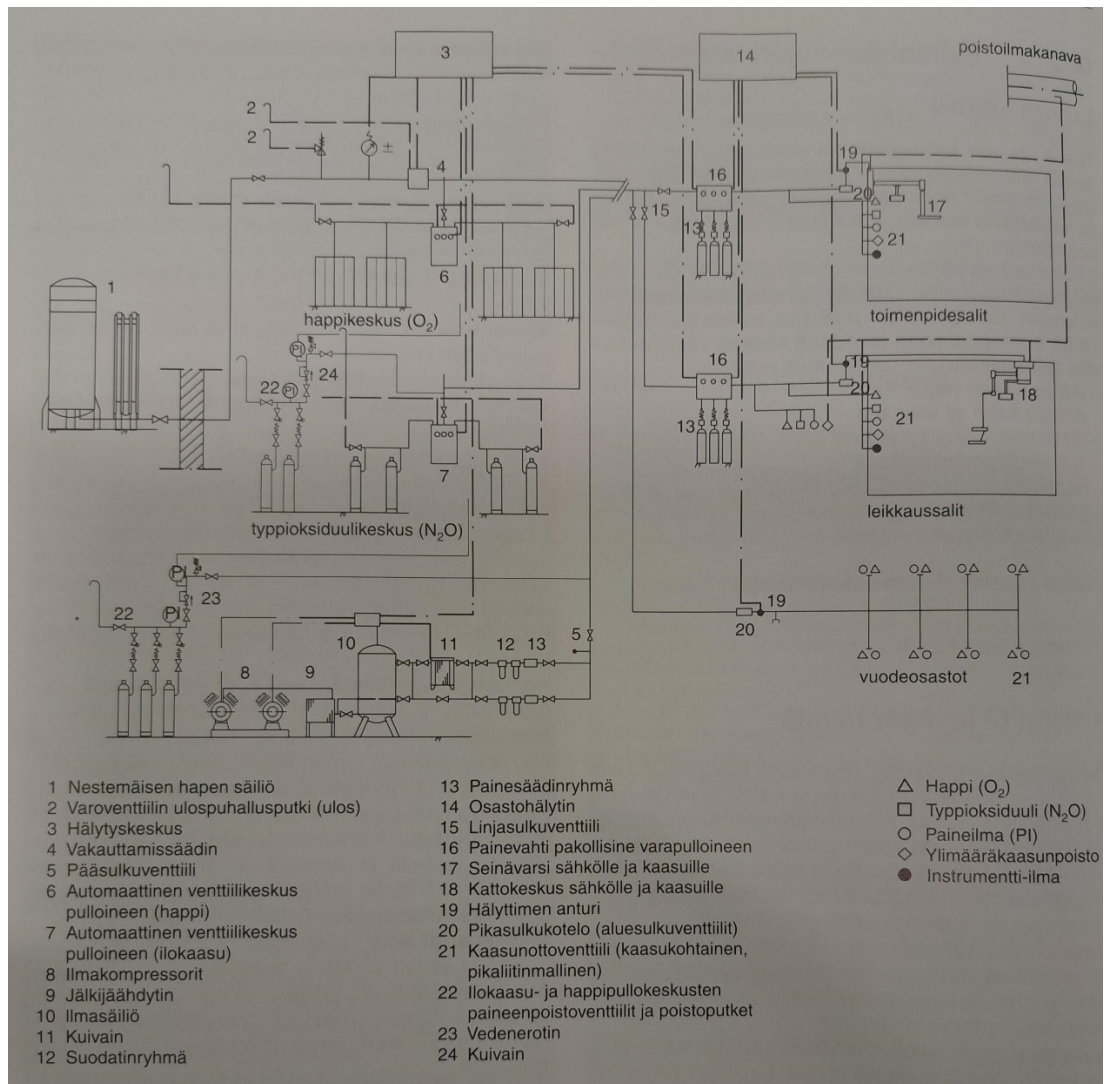 3
14
poistoilmakanava
2
2
±
4
16
19
20
17
15
13
21
1
6
happikeskus (O₂)
toimenpidesalit
PI
24
22
PI
16
19
20
18
13
21
7
typpioksiduulikeskus (N₂O)
leikkaussalit
PI
23
22
PI
19
20
5
10
11
12
13
8
9
vuodeosastot
21
1 Nestemäisen hapen säiliö
2 Varoventtiilin ulospuhallusputki (ulos)
3 Hälytyskeskus
4 Vakauttamissäädin
5 Pääsulkuventtiili
6 Automaattinen venttiilikeskus
pulloineen (happi)
7 Automaattinen venttiilikeskus
pulloineen (ilokaasu)
8 Ilmakompressorit
9 Jälkijäähdytin
10 Ilmasäiliö
11 Kuivain
12 Suodatinryhmä
13 Painesäädinryhmä
14 Osastohälytin
15 Linjasulkuventtiili
16 Painevahti pakollisine varapulloineen
17 Seinävarsi sähkölle ja kaasuille
18 Kattokeskus sähkölle ja kaasuille
19 Hälyttimen anturi
20 Pikasulkukotelo (aluesulkuventtiilit)
21 Kaasunottoventtiili (kaasukohtainen,
pikaliitinmallinen)
22 Ilokaasu- ja happipullokeskusten
paineenpoistoventtiilit ja poistoputket
23 Vedenerotin
24 Kuivain
Happi (O₂)
Typpioksiduuli (N₂O)
Paineilma (PI)
Ylimääräkaasunpoisto
Instrumentti-ilma